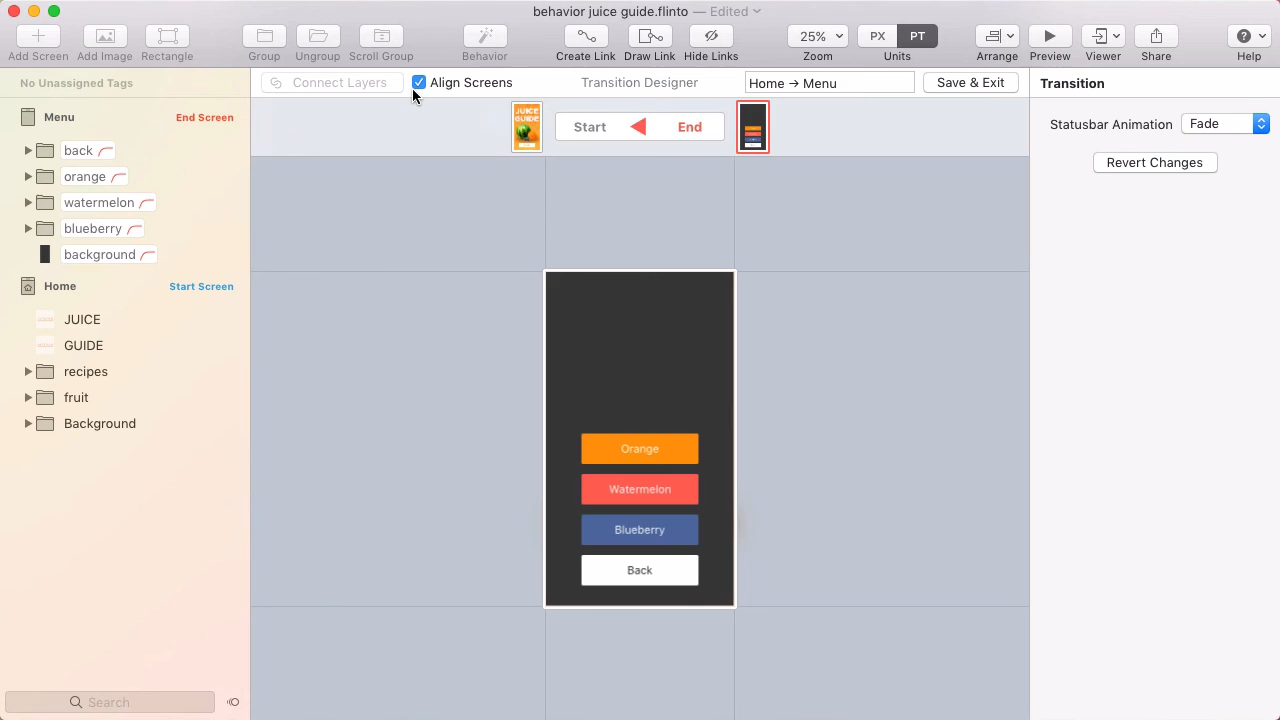 behavior juice guide.flinto — Edited
Add Screen
Add Image
Rectangle
Group
Ungroup
Scroll Group
Behavior
Create Link
Draw Link
Hide Links
25%
Zoom
PX
PT
Units
Arrange
Preview
Viewer
Share
Help
No Unassigned Tags
Connect Layers
Align Screens
Transition Designer
Home → Menu
Save & Exit
Transition
Menu
End Screen
back
orange
watermelon
blueberry
background
Home
Start Screen
JUICE
GUIDE
recipes
fruit
Background
Search
JUICE
GUIDE
Start
End
Orange
Watermelon
Blueberry
Back
Statusbar Animation
Fade
Revert Changes